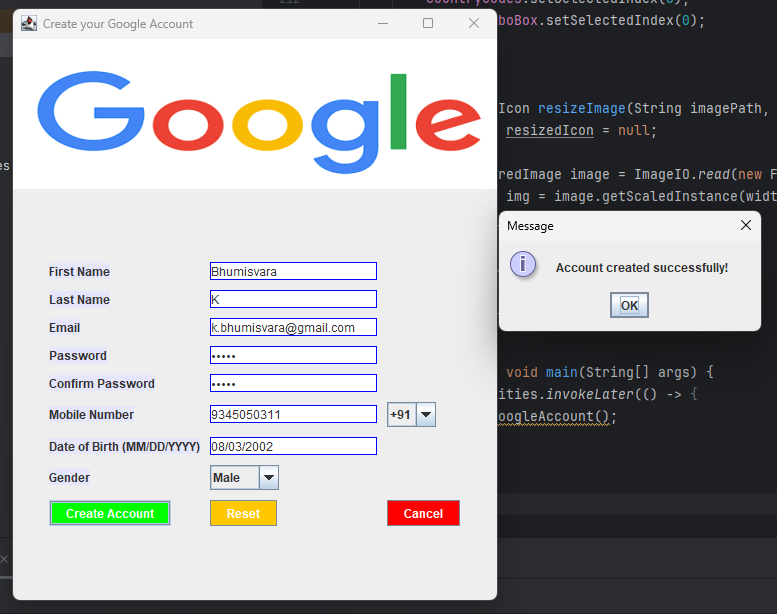 Create your Google Account
Google
First Name Bhumisvara
Last Name K
Email k.bhumisvara@gmail.com
Password •••••
Confirm Password •••••
Mobile Number 9345050311 +91
Date of Birth (MM/DD/YYYY) 08/03/2002
Gender Male
Create Account Reset Cancel
Message
i
Account created successfully!
OK
boBox.setSelectedIndex(0);
Icon resizeImage(String imagePath,
resizedIcon = null;
redImage image = ImageIO.read(new F
img = image.getScaledInstance(widt
void main(String[] args) {
ities.invokeLater(() -> {
oogleAccount();
es